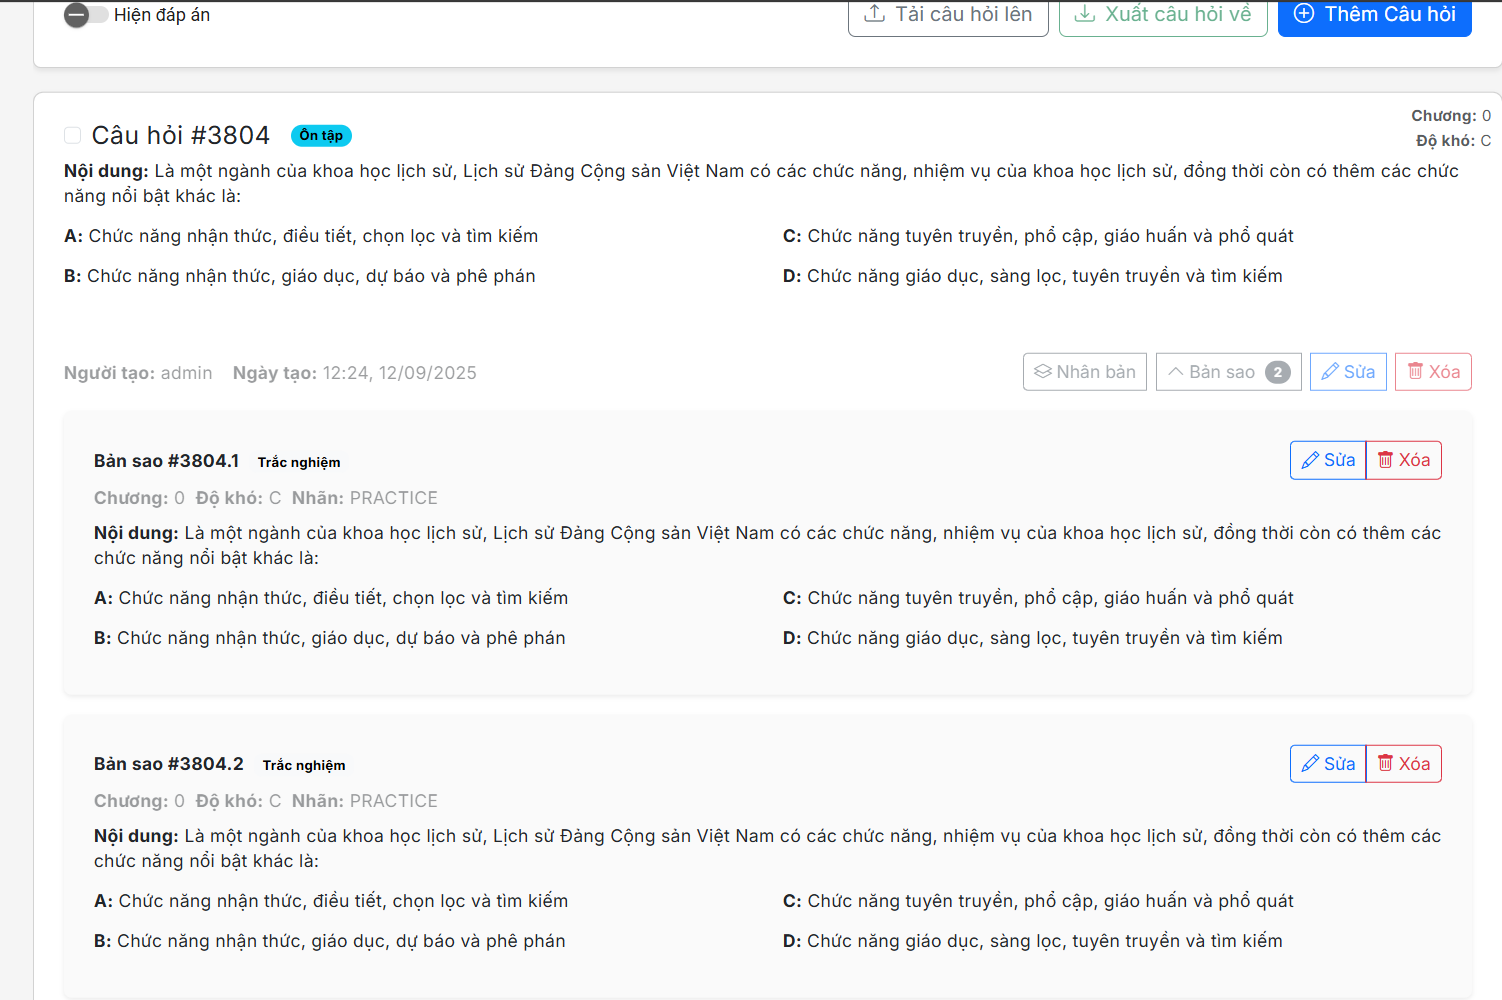 Hiện đáp án
Tải câu hỏi lên
Xuất câu hỏi về
Thêm Câu hỏi
Câu hỏi #3804
Ôn tập
Chương: 0
Độ khó: C
Nội dung: Là một ngành của khoa học lịch sử, Lịch sử Đảng Cộng sản Việt Nam có các chức năng, nhiệm vụ của khoa học lịch sử, đồng thời còn có thêm các chức
năng nổi bật khác là:
A: Chức năng nhận thức, điều tiết, chọn lọc và tìm kiếm
B: Chức năng nhận thức, giáo dục, dự báo và phê phán
C: Chức năng tuyên truyền, phổ cập, giáo huấn và phổ quát
D: Chức năng giáo dục, sàng lọc, tuyên truyền và tìm kiếm
Người tạo: admin Ngày tạo: 12:24, 12/09/2025
Nhân bản
Bản sao 2
Sửa
Xóa
Bản sao #3804.1 Trắc nghiệm
Sửa
Xóa
Chương: 0 Độ khó: C Nhãn: PRACTICE
Nội dung: Là một ngành của khoa học lịch sử, Lịch sử Đảng Cộng sản Việt Nam có các chức năng, nhiệm vụ của khoa học lịch sử, đồng thời còn có thêm các
chức năng nổi bật khác là:
A: Chức năng nhận thức, điều tiết, chọn lọc và tìm kiếm
B: Chức năng nhận thức, giáo dục, dự báo và phê phán
C: Chức năng tuyên truyền, phổ cập, giáo huấn và phổ quát
D: Chức năng giáo dục, sàng lọc, tuyên truyền và tìm kiếm
Bản sao #3804.2 Trắc nghiệm
Sửa
Xóa
Chương: 0 Độ khó: C Nhãn: PRACTICE
Nội dung: Là một ngành của khoa học lịch sử, Lịch sử Đảng Cộng sản Việt Nam có các chức năng, nhiệm vụ của khoa học lịch sử, đồng thời còn có thêm các
chức năng nổi bật khác là:
A: Chức năng nhận thức, điều tiết, chọn lọc và tìm kiếm
B: Chức năng nhận thức, giáo dục, dự báo và phê phán
C: Chức năng tuyên truyền, phổ cập, giáo huấn và phổ quát
D: Chức năng giáo dục, sàng lọc, tuyên truyền và tìm kiếm